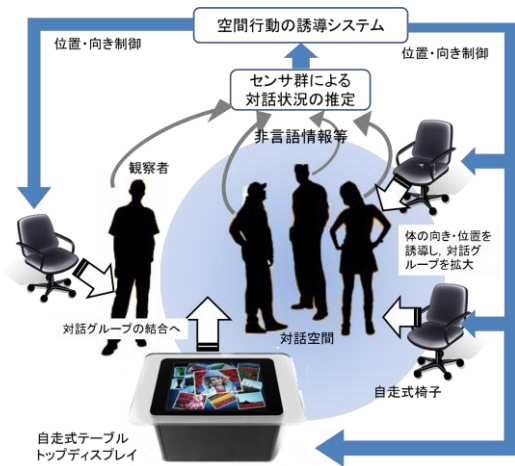 空間行動の誘導システム
位置・向き制御
位置・向き制御
センサ群による
対話状況の推定
非言語情報等
観察者
体の向き・位置を
誘導し, 対話グ
ループを拡大
対話グループの結合へ
対話空間
自走式椅子
自走式テーブル
トップディスプレイ